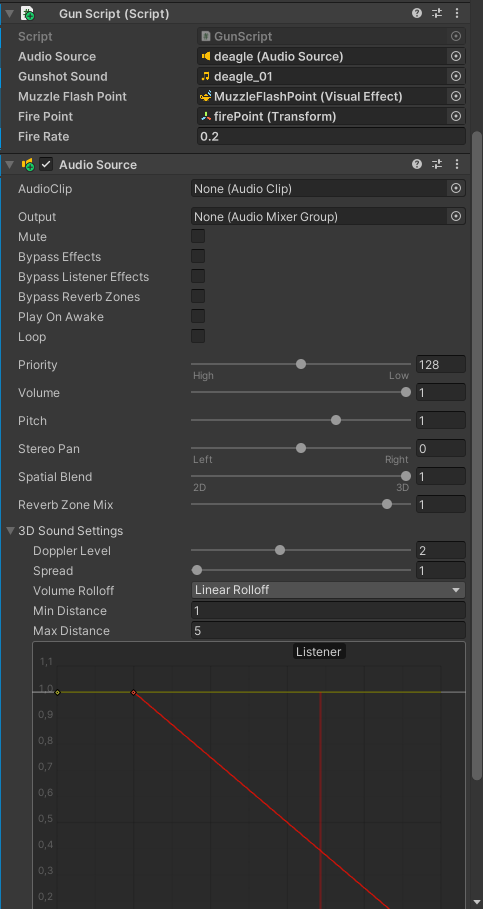 Gun Script (Script)
Script GunScript
Audio Source deagle (Audio Source)
Gunshot Sound deagle_01
Muzzle Flash Point MuzzleFlashPoint (Visual Effect)
Fire Point firePoint (Transform)
Fire Rate 0.2
Audio Source
AudioClip None (Audio Clip)
Output None (Audio Mixer Group)
Mute
Bypass Effects
Bypass Listener Effects
Bypass Reverb Zones
Play On Awake
Loop
Priority 128
High Low
Volume 1
Pitch 1
Stereo Pan 0
Left Right
Spatial Blend 1
2D 3D
Reverb Zone Mix 1
3D Sound Settings
Doppler Level 2
Spread 1
Volume Rolloff Linear Rolloff
Min Distance 1
Max Distance 5
Listener
1,1
1,0
0,9
0,8
0,7
0,6
0,5
0,4
0,3
0,2